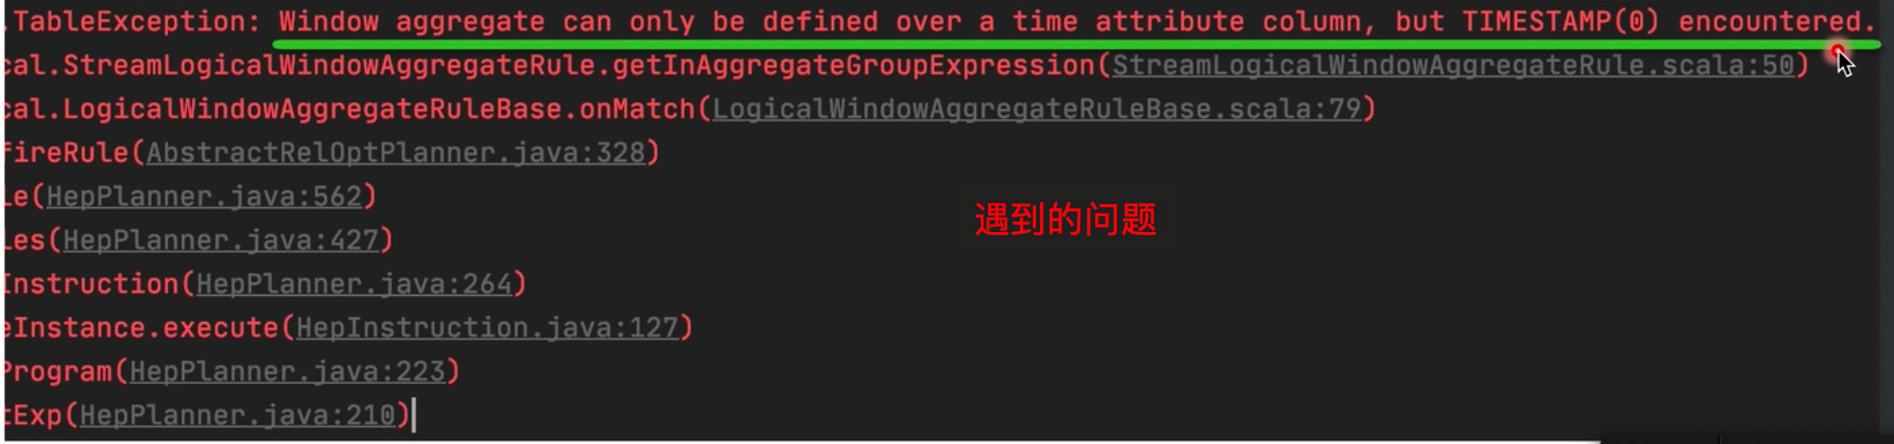 .TableException: Window aggregate can only be defined over a time attribute column, but TIMESTAMP(0) encountered.
cal.StreamLogicalWindowAggregateRule.getInAggregateGroupExpression(StreamLogicalWindowAggregateRule.scala:50)
cal.LogicalWindowAggregateRuleBase.onMatch(LogicalWindowAggregateRuleBase.scala:79)
fireRule(AbstractRelOptPlanner.java:328)
le(HepPlanner.java:562)
les(HepPlanner.java:427)
遇到的问题
Instruction(HepPlanner.java:264)
eInstance.execute(HepInstruction.java:127)
Program(HepPlanner.java:223)
tExp(HepPlanner.java:210)